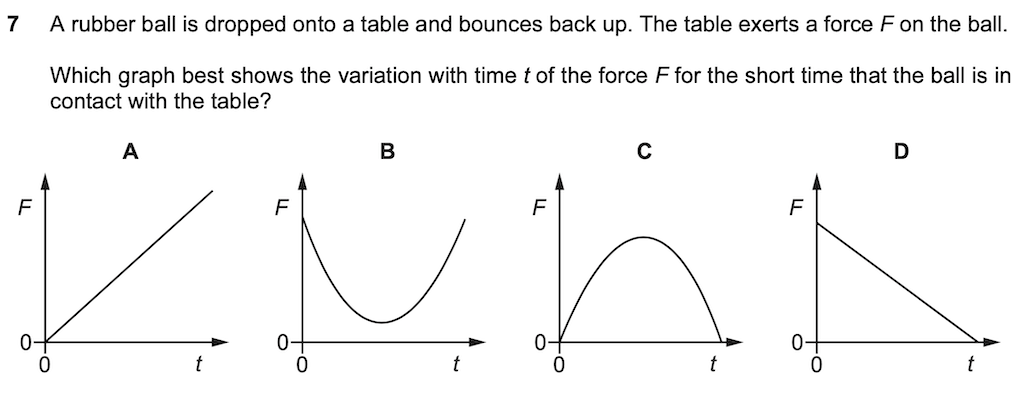 7 A rubber ball is dropped onto a table and bounces back up. The table exerts a force F on the ball.
Which graph best shows the variation with time t of the force F for the short time that the ball is in
contact with the table?
A B C D
F F F F
0 0 0 0
0 t 0 t 0 t 0 t